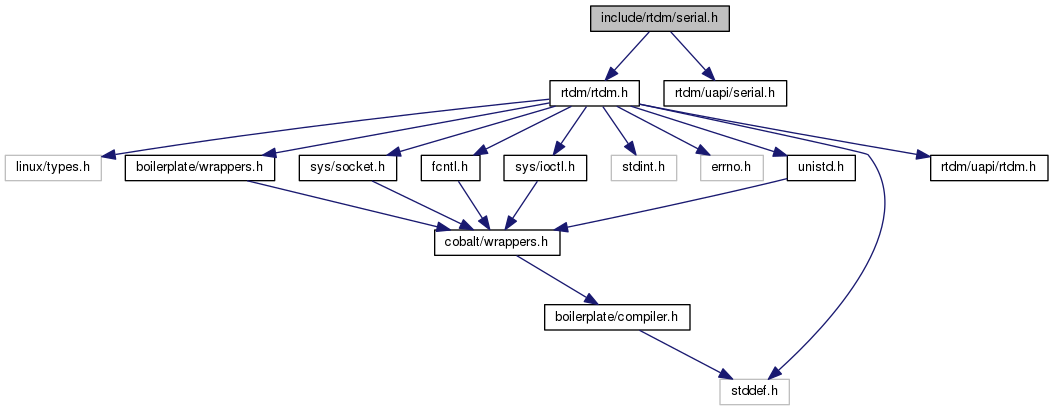 include/rtdm/serial.h
rtdm/rtdm.h
rtdm/uapi/serial.h
linux/types.h
boilerplate/wrappers.h
sys/socket.h
fcntl.h
sys/ioctl.h
stdint.h
errno.h
unistd.h
rtdm/uapi/rtdm.h
cobalt/wrappers.h
boilerplate/compiler.h
stddef.h